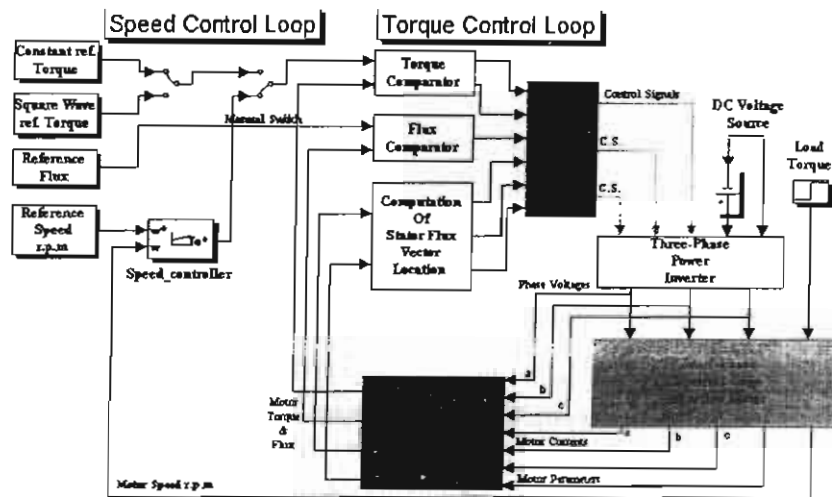 Speed Control Loop
Torque Control Loop
Constant ref.
Torque
Square Wave
ref. Torque
Manual Switch
Reference
Flux
Reference
Speed
r.p.m
w*
w
Te*
Speed_controller
Torque
Comparator
Flux
Comparator
Computation
Of
Stator Flux
Vector
Location
Control Signals
C.S.
C.S.
DC Voltage
Source
Load
Torque
Three-Phase
Power
Inverter
Phase Voltages
a
b
c
Motor
Torque
&
Flux
a
Motor Currents
b
c
Motor Parameters
Motor Speed r.p.m